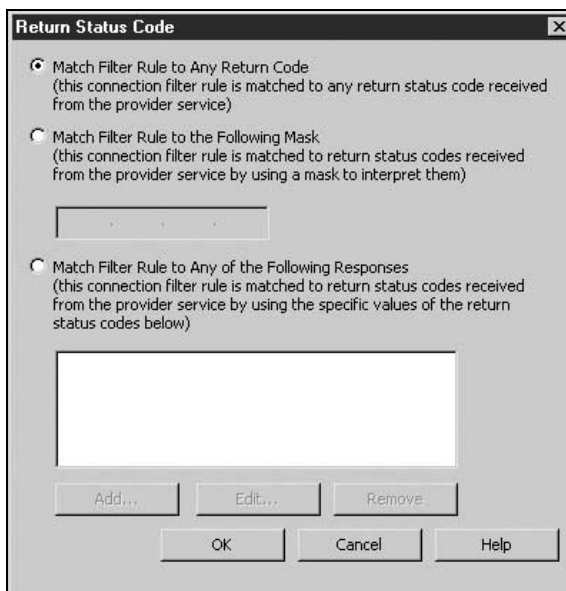 Return Status Code
Match Filter Rule to Any Return Code
(this connection filter rule is matched to any return status code received
from the provider service)
Match Filter Rule to the Following Mask
(this connection filter rule is matched to return status codes received
from the provider service by using a mask to interpret them)
. . .
Match Filter Rule to Any of the Following Responses
(this connection filter rule is matched to return status codes received
from the provider service by using the specific values of the return
status codes below)
Add... Edit... Remove
OK Cancel Help